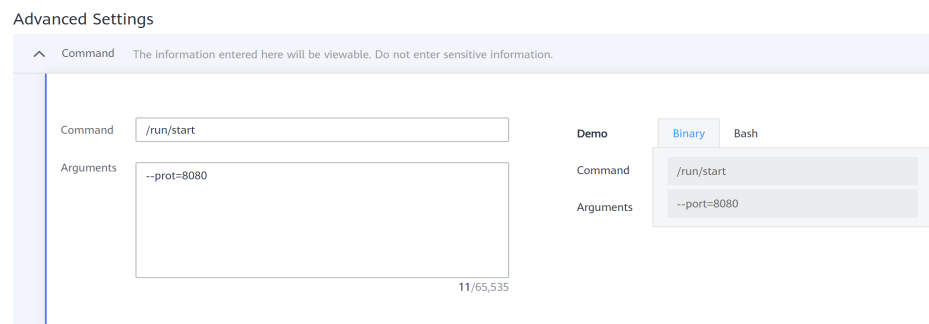 Advanced Settings
Command The information entered here will be viewable. Do not enter sensitive information.
Command /run/start
Arguments --prot=8080
11/65,535
Demo Binary Bash
Command /run/start
Arguments --port=8080